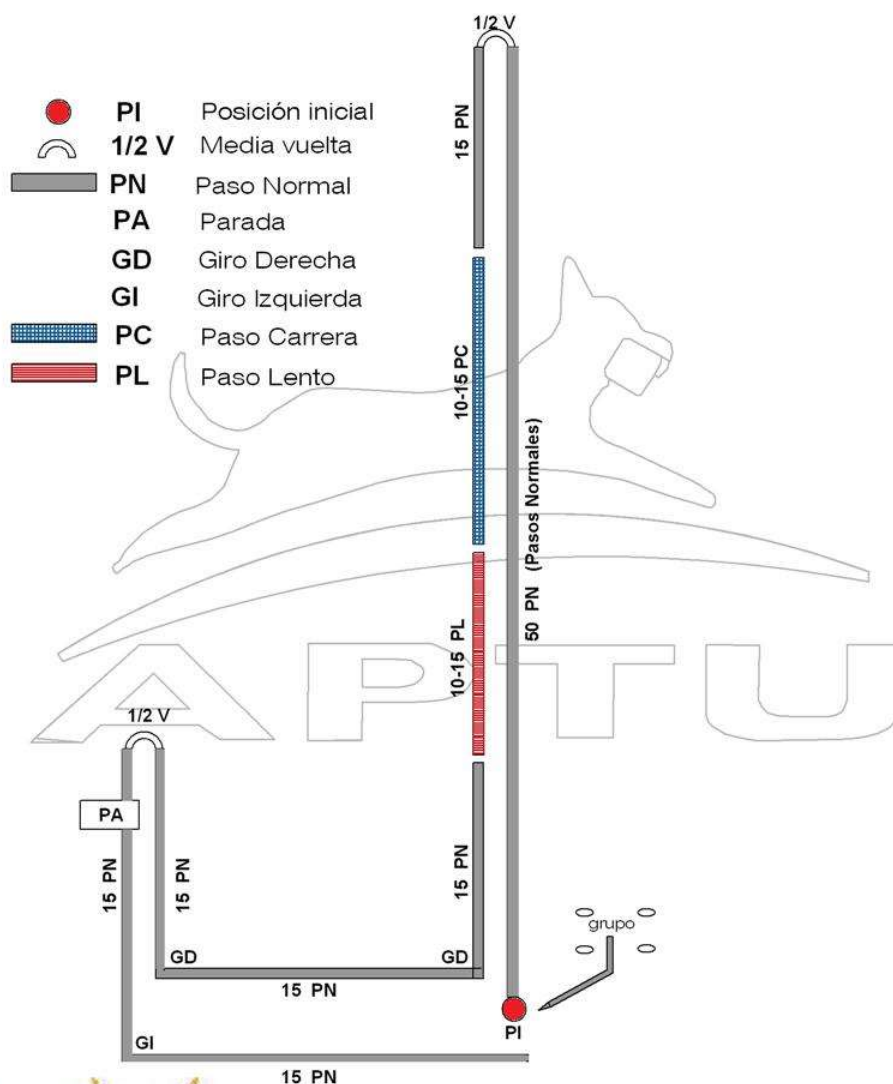 1/2 V
PI Posición inicial
1/2 V Media vuelta
PN Paso Normal
PA Parada
GD Giro Derecha
GI Giro Izquierda
PC Paso Carrera
PL Paso Lento
15 PN
10-15 PC
50 PN (Pasos Normales)
10-15 PL
APTU
1/2 V
PA
15 PN
15 PN
15 PN
grupo
GD
GD
15 PN
PI
GI
15 PN